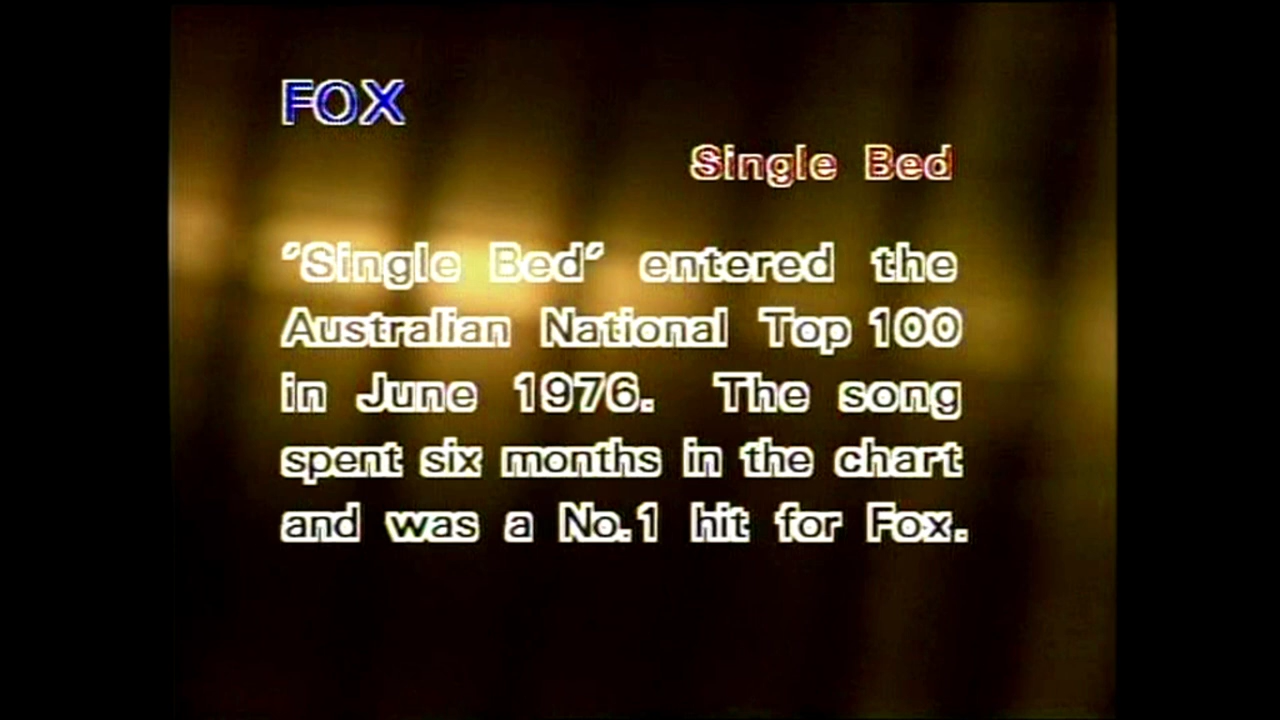 FOX
Single Bed
'Single Bed' entered the
Australian National Top 100
in June 1976. The song
spent six months in the chart
and was a No.1 hit for Fox.